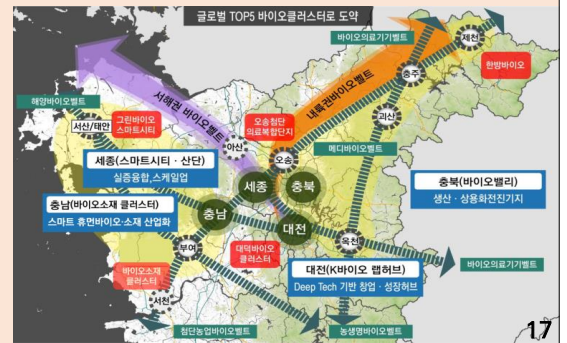 글로벌 TOP5 바이오클러스터로 도약
바이오의료기기벨트
제천
충주
한방바이오
해양바이오벨트
서해권 바이오벨트
내륙권바이오벨트
그린바이오
스마트시티
서산/태안
아산
오송첨단
의료복합단지
괴산
오송
메디바이오벨트
세종(스마트시티 · 산단)
실증융합,스케일업
세종
충북
충북(바이오밸리)
생산 · 상용화전진기지
충남(바이오소재 클러스터)
스마트 휴먼바이오·소재 산업화
충남
대전
부여
대덕바이오
클러스터
옥천
바이오의료기기벨트
바이오소재
클러스터
대전(K바이오 랩허브)
Deep Tech 기반 창업 · 성장허브
서천
첨단농업바이오벨트
농생명바이오벨트
17